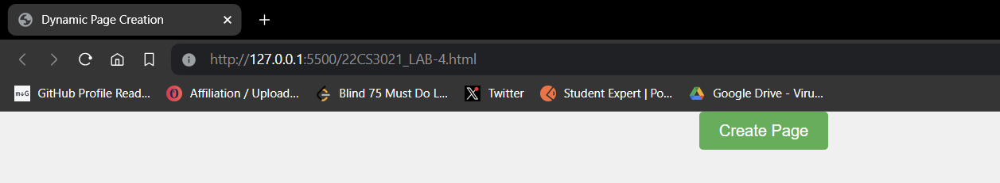 Dynamic Page Creation
http://127.0.0.1:5500/22CS3021_LAB-4.html
M↓G GitHub Profile Read... Affiliation / Upload... Blind 75 Must Do L... Twitter Student Expert | Po... Google Drive - Viru...
Create Page